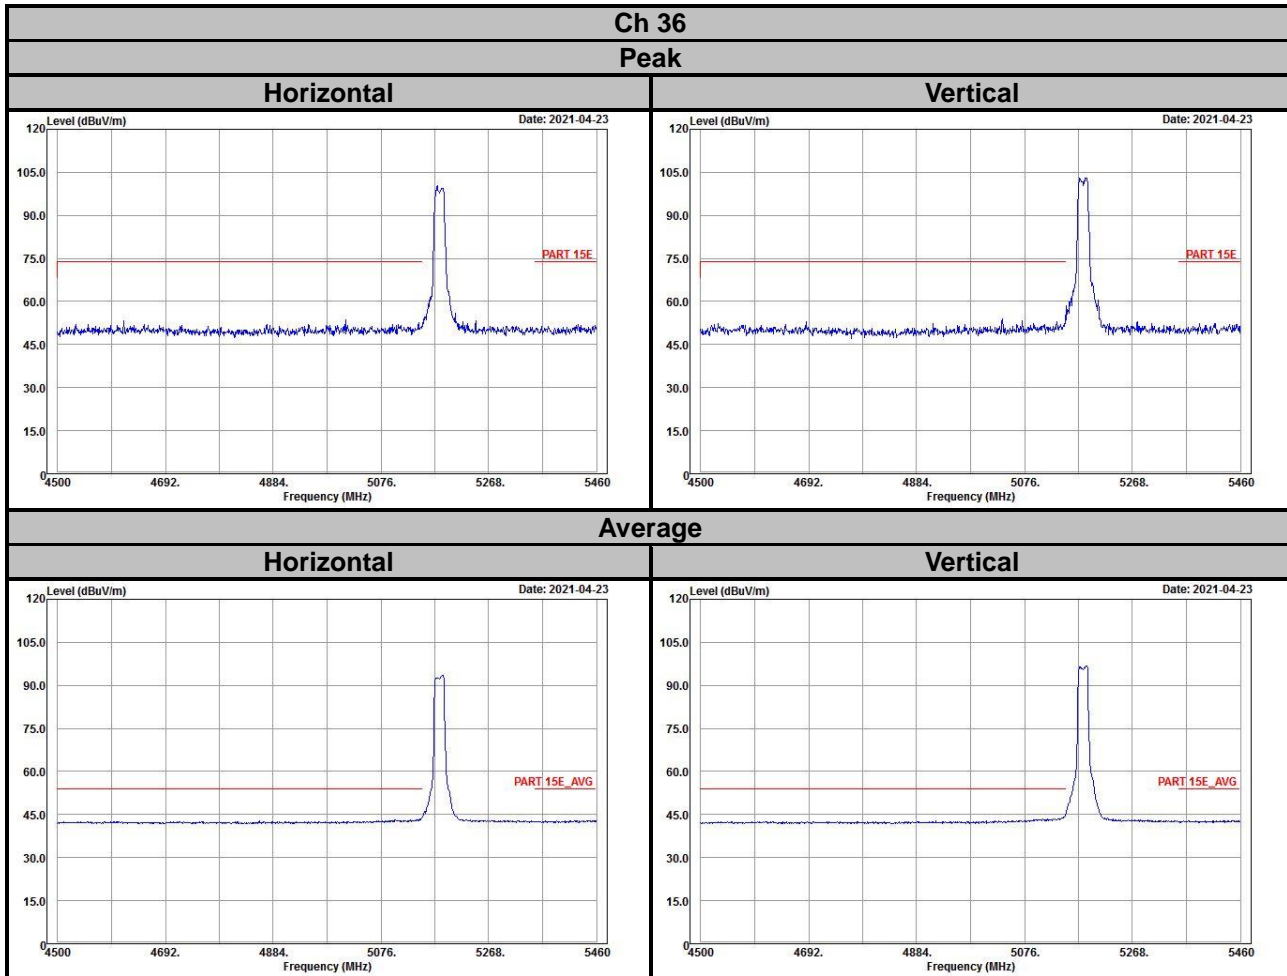 Ch 36
Peak
Horizontal
Vertical
Level (dBuV/m)
Date: 2021-04-23
120
105.0
90.0
75.0
60.0
45.0
30.0
15.0
0
PART 15E
4500
4692.
4884.
5076.
5268.
5460
Frequency (MHz)
Level (dBuV/m)
Date: 2021-04-23
120
105.0
90.0
75.0
60.0
45.0
30.0
15.0
0
PART 15E
4500
4692.
4884.
5076.
5268.
5460
Frequency (MHz)
Average
Horizontal
Vertical
Level (dBuV/m)
Date: 2021-04-23
120
105.0
90.0
75.0
60.0
45.0
30.0
15.0
0
PART 15E_AVG
4500
4692.
4884.
5076.
5268.
5460
Frequency (MHz)
Level (dBuV/m)
Date: 2021-04-23
120
105.0
90.0
75.0
60.0
45.0
30.0
15.0
0
PART 15E_AVG
4500
4692.
4884.
5076.
5268.
5460
Frequency (MHz)